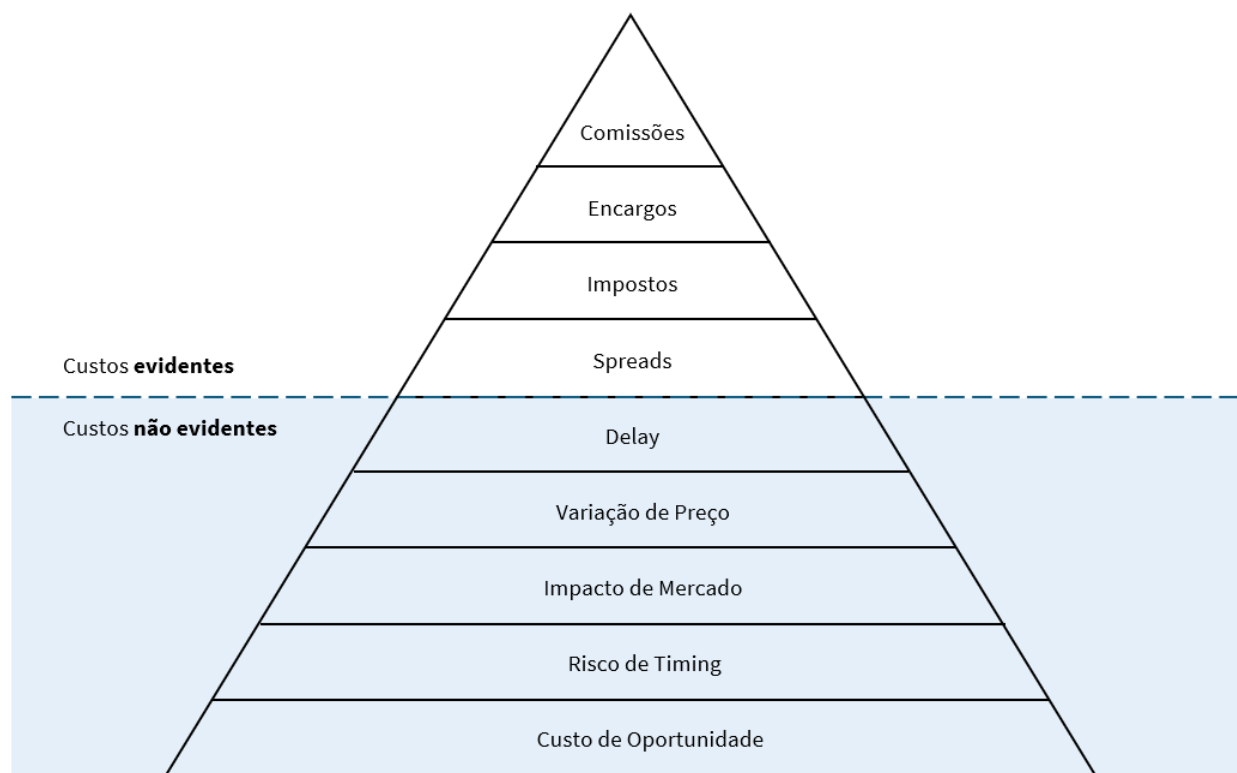 Comissões
Encargos
Impostos
Spreads
Custos evidentes
Custos não evidentes
Delay
Variação de Preço
Impacto de Mercado
Risco de Timing
Custo de Oportunidade